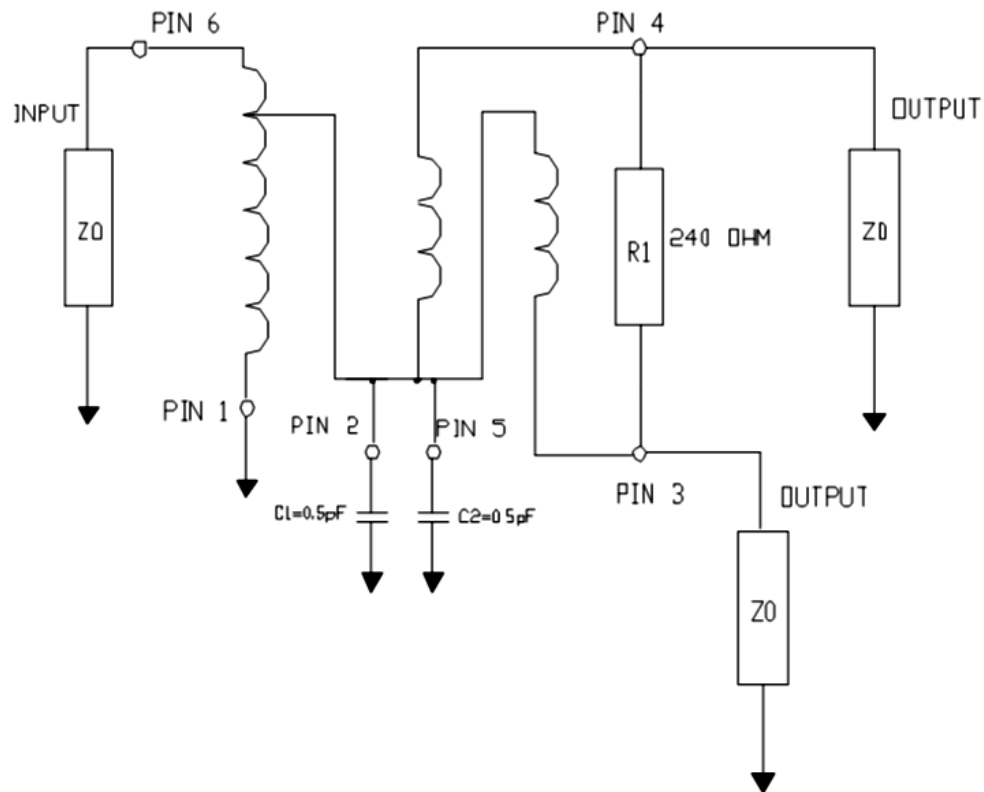 PIN 6
PIN 4
INPUT
OUTPUT
Z0
R1
240 OHM
Z0
PIN 1
PIN 2
PIN 5
PIN 3
OUTPUT
C1=0.5pF
C2=0.5pF
Z0